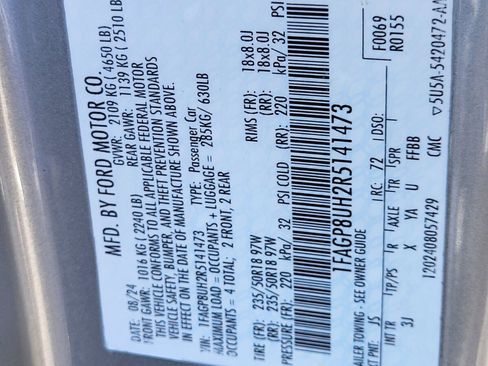 MFD. BY FORD MOTOR CO.
DATE: 08/24 GVWR: 2109 KG ( 4650 LB)
FRONT GAWR: 1016 KG ( 2240 LB) REAR GAWR: 1139 KG ( 2510 LB)
THIS VEHICLE CONFORMS TO ALL APPLICABLE FEDERAL MOTOR
VEHICLE SAFETY, BUMPER, AND THEFT PREVENTION STANDARDS
IN EFFECT ON THE DATE OF MANUFACTURE SHOWN ABOVE.
VIN: 1FAGP8UH2R5141473 TYPE: Passenger Car
MAXIMUM LOAD = OCCUPANTS + LUGGAGE = 285KG/ 630LB
OCCUPANTS = 4 TOTAL; 2 FRONT, 2 REAR
TIRE (FR): 235/50R18 97W RIMS (FR): 18x8.0J
(RR): 235/50R18 97W (RR): 18x8.0J
PRESSURE (FR): 220 kPa/ 32 PSI COLD (RR): 220 kPa/ 32 PSI
1FAGP8UH2R5141473
F0069
R0155
TRAILER TOWING - SEE OWNER GUIDE
EXT PNT: JS RC: 72 DSO:
INT TR TP/PS R AXLE TR SPR
3J X YA U FFBB
1202408057429 CMC ▽5U5A-5420472-AA